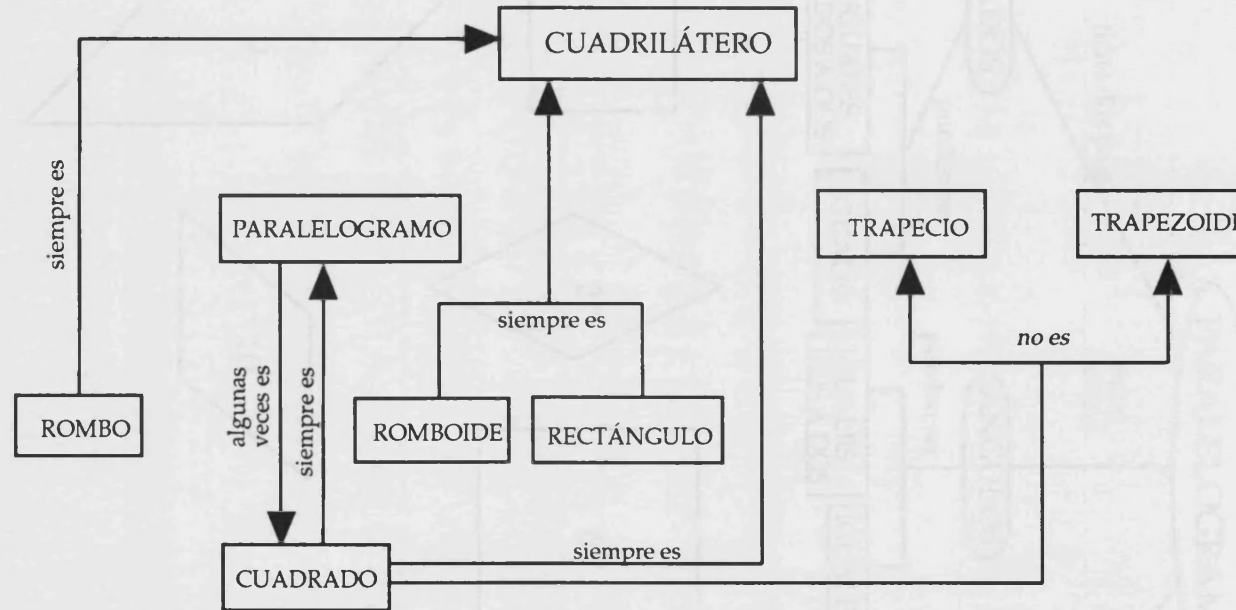 CUADRILÁTERO
siempre es
PARALELOGRAMO
TRAPECIO
TRAPEZOIDE
siempre es
no es
algunas
veces es
siempre es
ROMBO
ROMBOIDE
RECTÁNGULO
siempre es
CUADRADO